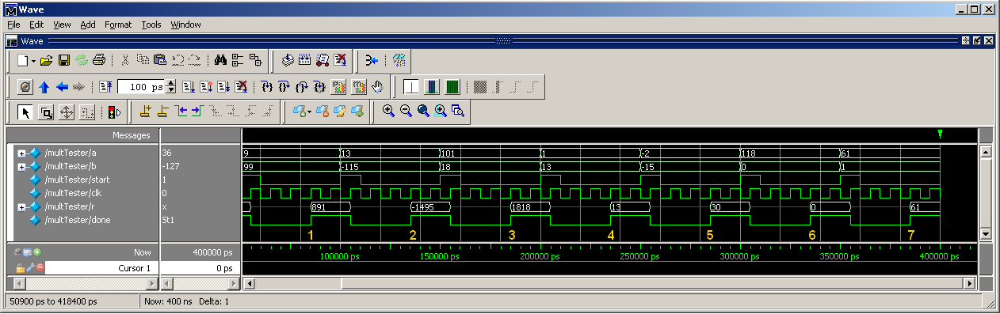 Wave
File Edit View Add Format Tools Window
Wave
100 ps
Messages
/multTester/a 36 9 13 101 1 -2 118 61
/multTester/b -127 99 -115 18 13 -15 0 1
/multTester/start 1
/multTester/clk 0
/multTester/r x 891 -1495 1818 13 30 0 61
/multTester/done St1
1 2 3 4 5 6 7
Now 400000 ps 100000 ps 150000 ps 200000 ps 250000 ps 300000 ps 350000 ps 400000 ps
Cursor 1 0 ps
50900 ps to 418400 ps Now: 400 ns Delta: 1